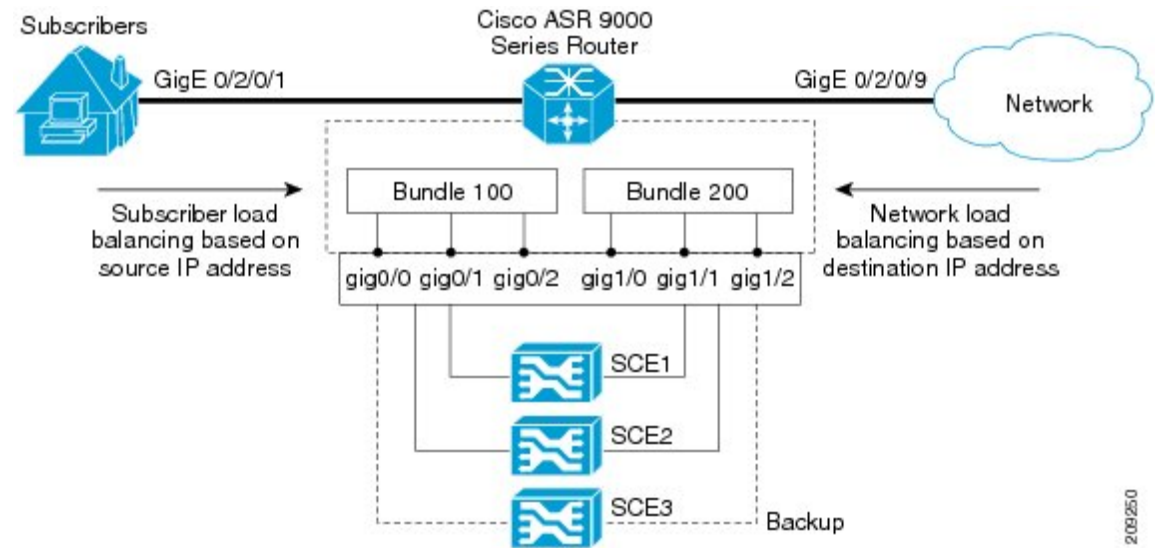 Subscribers
Cisco ASR 9000
Series Router
GigE 0/2/0/1
GigE 0/2/0/9
Network
Bundle 100
Bundle 200
Subscriber load
balancing based on
source IP address
Network load
balancing based on
destination IP address
gig0/0 gig0/1 gig0/2 gig1/0 gig1/1 gig1/2
SCE1
SCE2
SCE3
Backup
209250